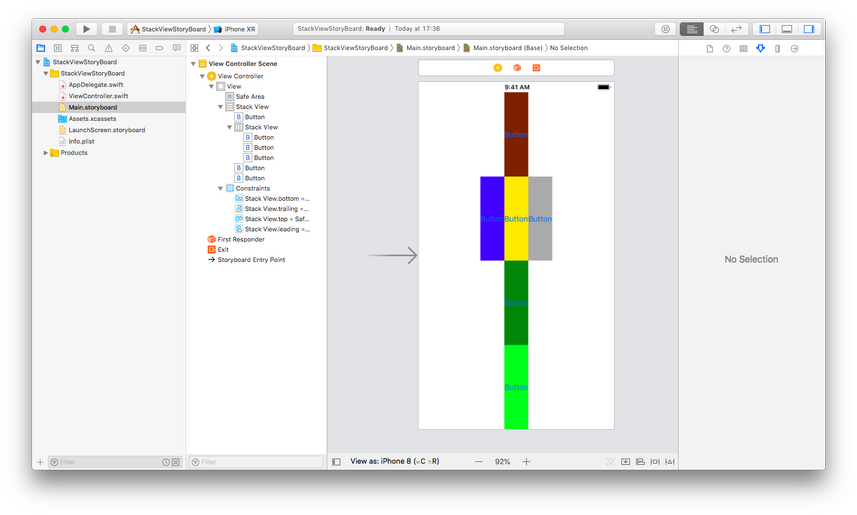 StackViewStoryBoard
iPhone XR
StackViewStoryBoard: Ready
Today at 17:36
StackViewStoryBoard
StackViewStoryBoard
Main.storyboard
Main.storyboard (Base)
No Selection
StackViewStoryBoard
StackViewStoryBoard
AppDelegate.swift
ViewController.swift
Main.storyboard
Assets.xcassets
LaunchScreen.storyboard
Info.plist
Products
View Controller Scene
View Controller
View
Safe Area
Stack View
Button
Stack View
Button
Button
Button
Button
Button
Constraints
Stack View.bottom =...
Stack View.trailing =...
Stack View.top = Saf...
Stack View.leading =...
First Responder
Exit
Storyboard Entry Point
9:41 AM
Button
Button
Button
Button
Button
Button
No Selection
Filter
Filter
View as: iPhone 8 (wC hR)
92%